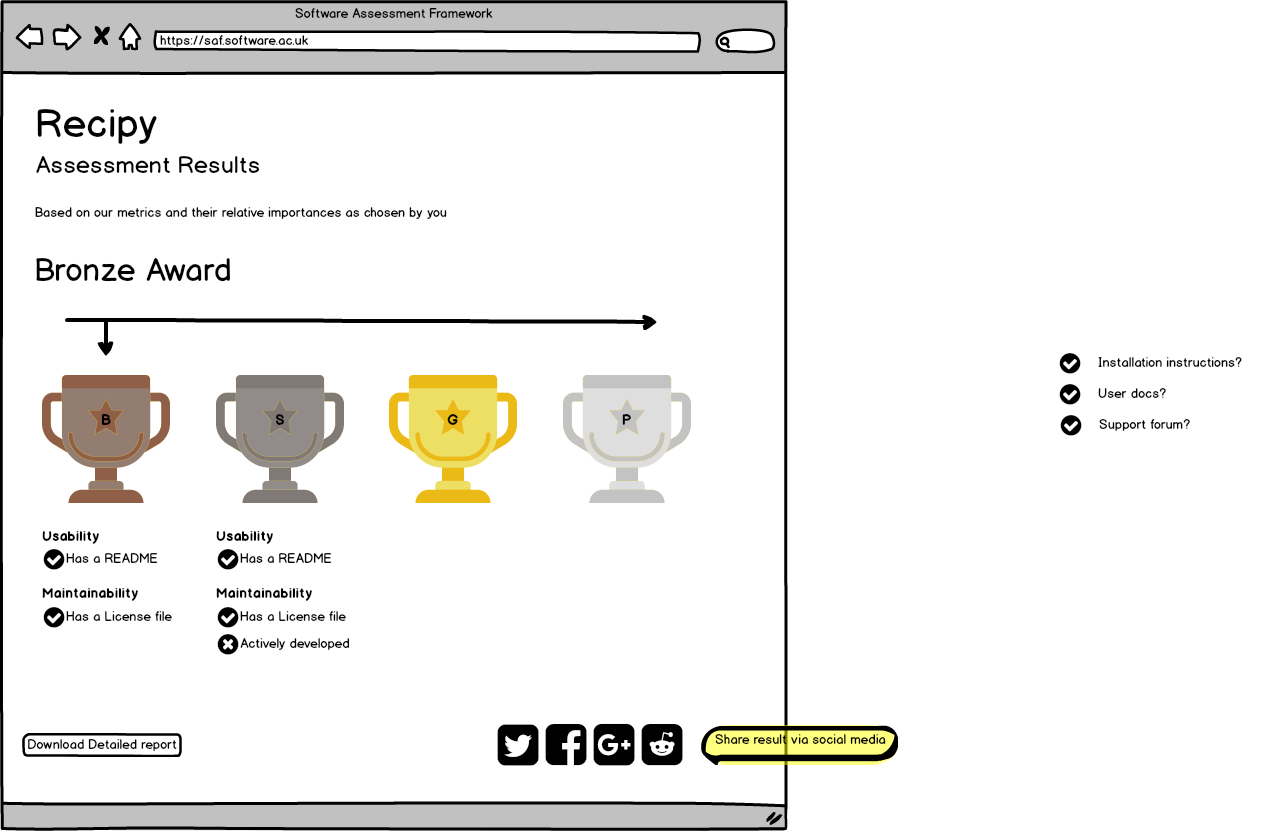 Software Assessment Framework
https://saf.software.ac.uk
Recipy
Assessment Results
Based on our metrics and their relative importances as chosen by you
Bronze Award
B
S
G
P
Installation instructions?
User docs?
Support forum?
Usability
Has a README
Maintainability
Has a License file
Usability
Has a README
Maintainability
Has a License file
Actively developed
Download Detailed report
G+
Share result via social media